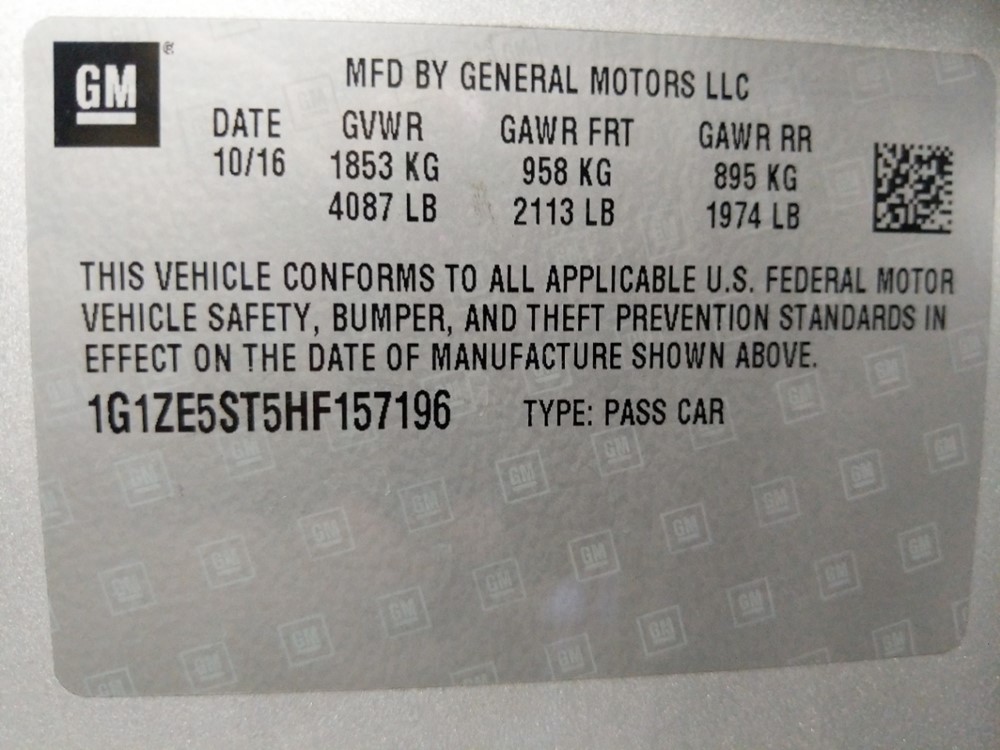 GM ®
MFD BY GENERAL MOTORS LLC
DATE GVWR GAWR FRT GAWR RR
10/16 1853 KG 958 KG 895 KG
4087 LB 2113 LB 1974 LB
THIS VEHICLE CONFORMS TO ALL APPLICABLE U.S. FEDERAL MOTOR
VEHICLE SAFETY, BUMPER, AND THEFT PREVENTION STANDARDS IN
EFFECT ON THE DATE OF MANUFACTURE SHOWN ABOVE.
1G1ZE5ST5HF157196 TYPE: PASS CAR